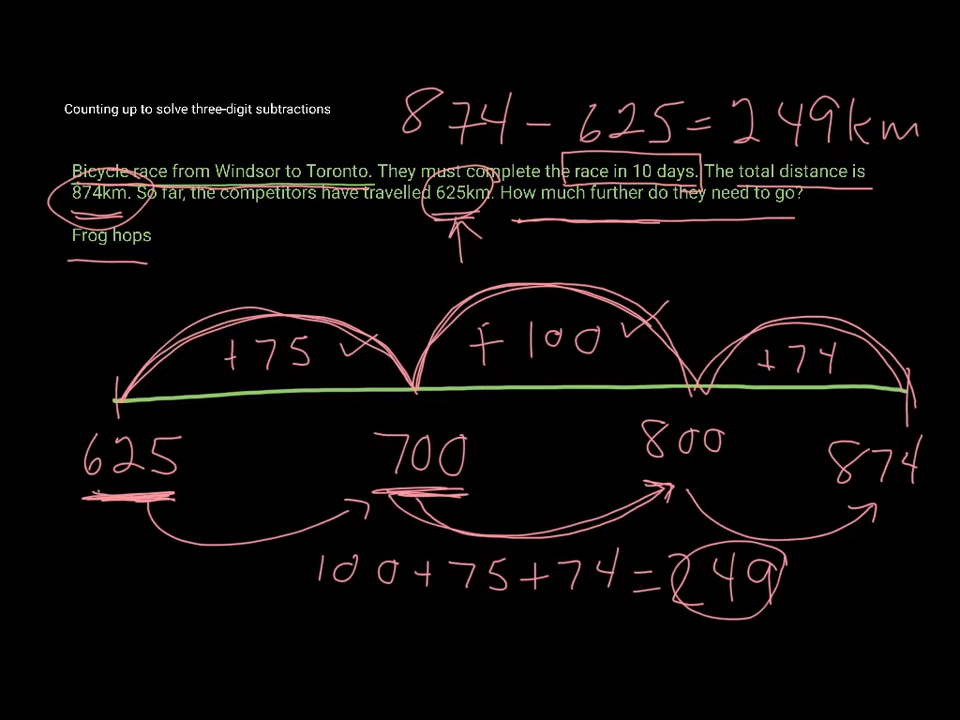 874 - 625 = 249km
Counting up to solve three-digit subtractions
Bicycle race from Windsor to Toronto. They must complete the race in 10 days. The total distance is
874km. So far, the competitors have travelled 625km. How much further do they need to go?
Frog hops
+75 +100 +74
625 700 800 874
100+75+74=249